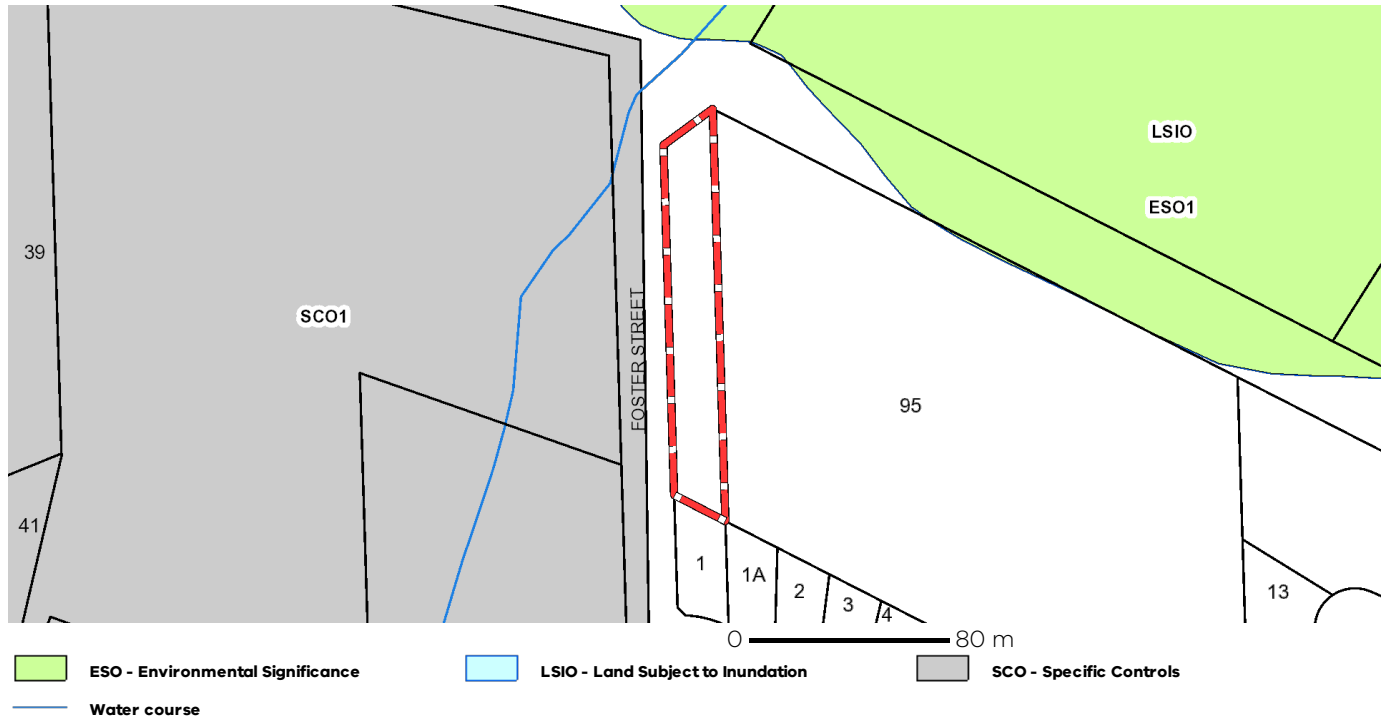 LSIO
ESO1
39
SCO1
FOSTER STREET
95
41
1
1A
2
3
4
13
0 80 m
ESO - Environmental Significance
LSIO - Land Subject to Inundation
SCO - Specific Controls
Water course